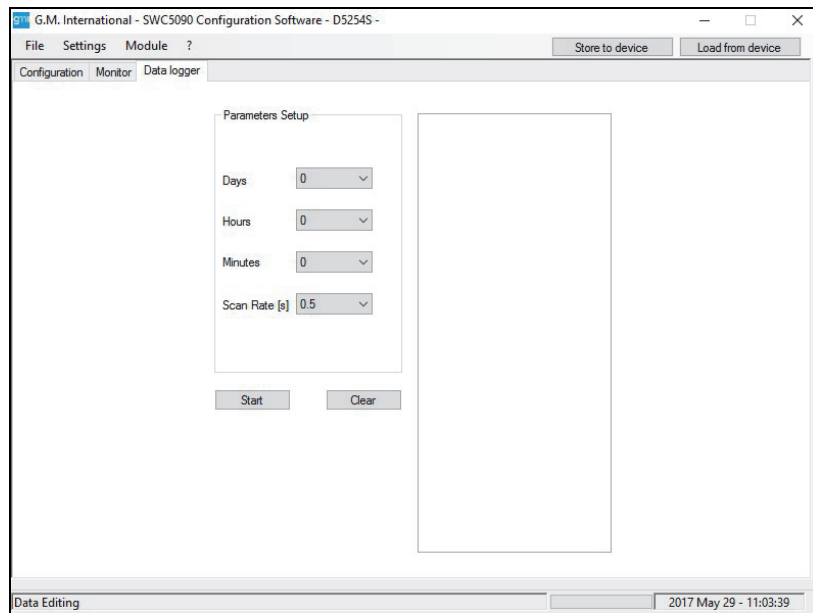 gmi G.M. International - SWC5090 Configuration Software - D5254S -
File Settings Module ? Store to device Load from device
Configuration Monitor Data logger
Parameters Setup
Days 0
Hours 0
Minutes 0
Scan Rate [s] 0.5
Start Clear
Data Editing 2017 May 29 - 11:03:39